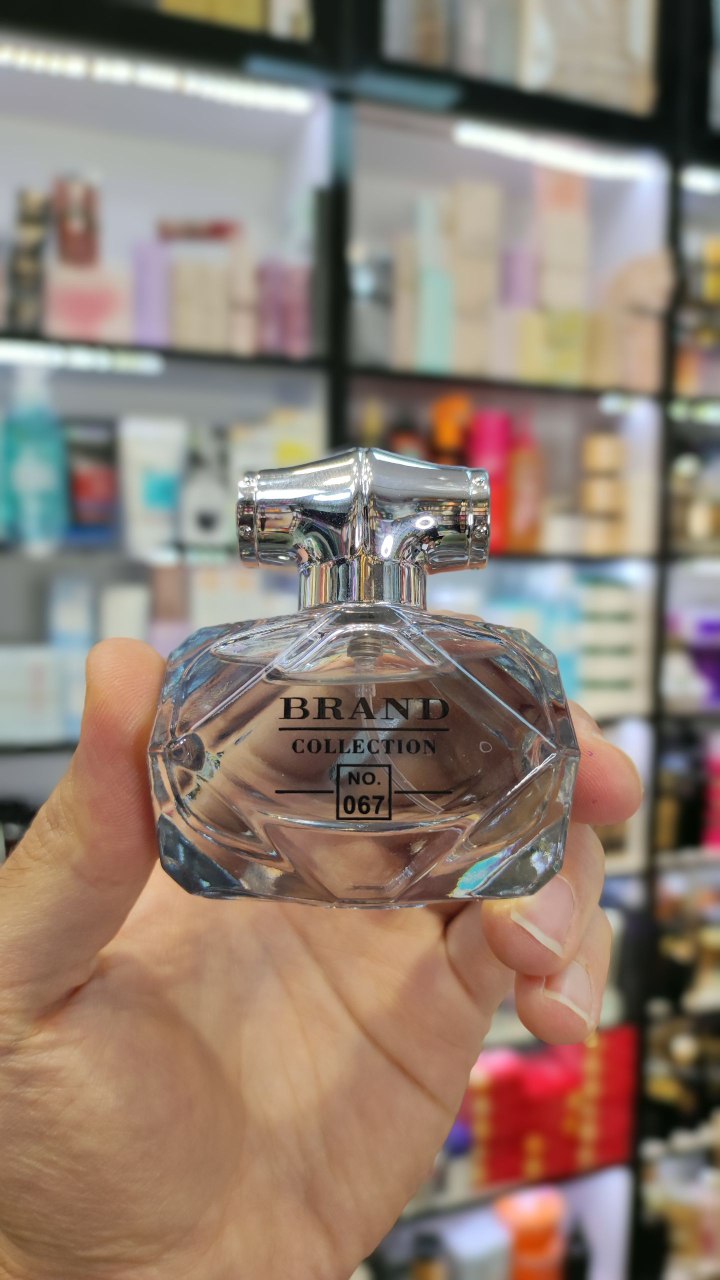 BRAND
COLLECTION
NO.
067